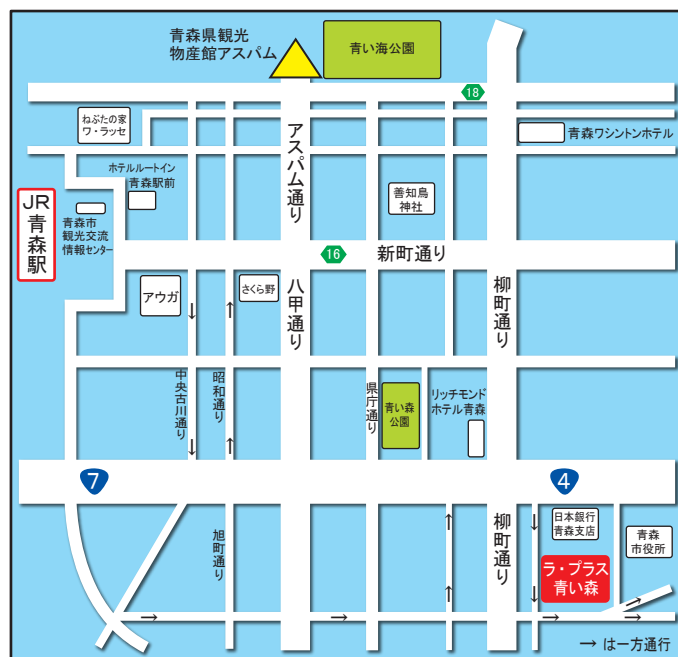 青森県観光
物産館アスパム
青い海公園
18
ねぶたの家
ワ・ラッセ
青森ワシントンホテル
アスパム通り
ホテルルートイン
青森駅前
善知鳥
神社
JR青森駅
青森市
観光交流
情報センター
16
新町通り
アウガ
さくら野
八甲通り
柳町通り
中央古川通り
昭和通り
県庁通り
青い森
公園
リッチモンド
ホテル青森
7
4
旭町通り
柳町通り
日本銀行
青森支店
青森
市役所
ラ・プラス
青い森
→ は一方通行